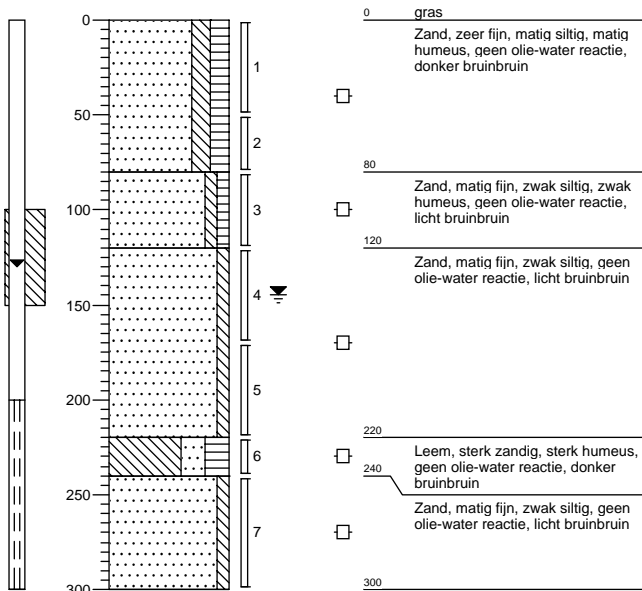 0
50
100
150
200
250
300
1
2
3
4
5
6
7
0
gras
Zand, zeer fijn, matig siltig, matig
humeus, geen olie-water reactie,
donker bruinbruin
80
Zand, matig fijn, zwak siltig, zwak
humeus, geen olie-water reactie,
licht bruinbruin
120
Zand, matig fijn, zwak siltig, geen
olie-water reactie, licht bruinbruin
220
Leem, sterk zandig, sterk humeus,
geen olie-water reactie, donker
bruinbruin
240
Zand, matig fijn, zwak siltig, geen
olie-water reactie, licht bruinbruin
300